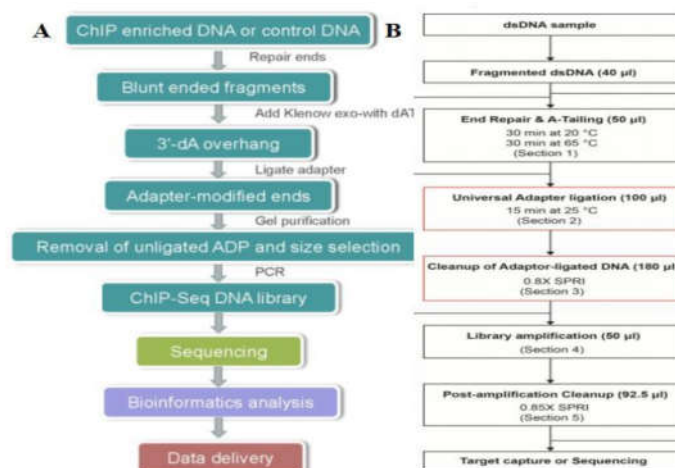 A
ChIP enriched DNA or control DNA
Repair ends
Blunt ended fragments
Add Klenow exo-with dAT
3'-dA overhang
Ligate adapter
Adapter-modified ends
Gel purification
Removal of unligated ADP and size selection
PCR
ChIP-Seq DNA library
Sequencing
Bioinformatics analysis
Data delivery
B
dsDNA sample
Fragmented dsDNA (40 µl)
End Repair & A-Tailing (50 µl)
30 min at 20 °C
30 min at 65 °C
(Section 1)
Universal Adapter ligation (100 µl)
15 min at 25 °C
(Section 2)
Cleanup of Adaptor-ligated DNA (180 µl)
0.8X SPRI
(Section 3)
Library amplification (50 µl)
(Section 4)
Post-amplification Cleanup (92.5 µl)
0.85X SPRI
(Section 5)
Target capture or Sequencing